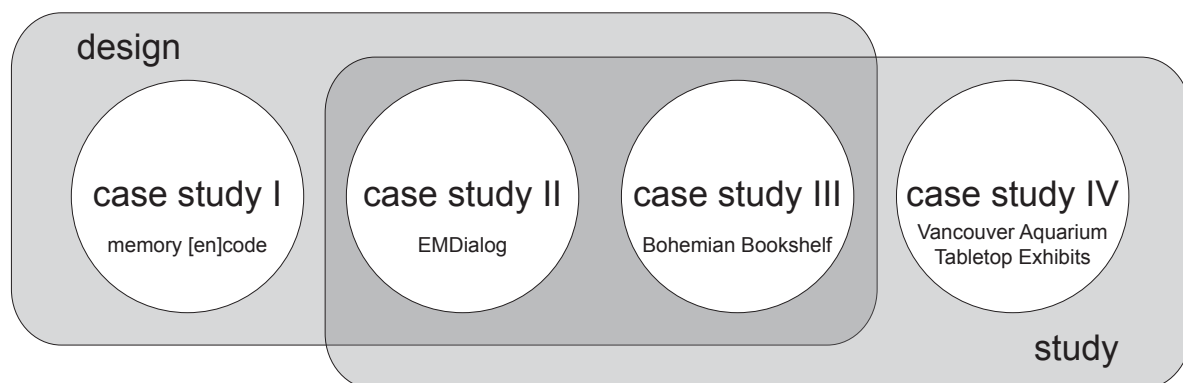 design
case study I
memory [en]code
case study II
EMDialog
case study III
Bohemian Bookshelf
case study IV
Vancouver Aquarium
Tabletop Exhibits
study